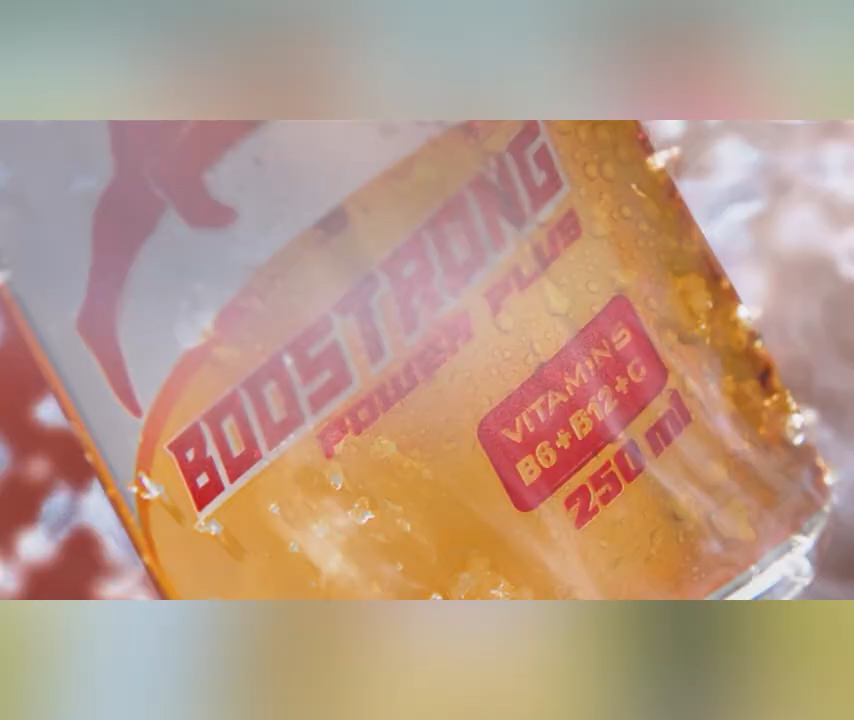 BOOSTRONG
POWER PLUS
VITAMINS
B6+B12+C
250 ml